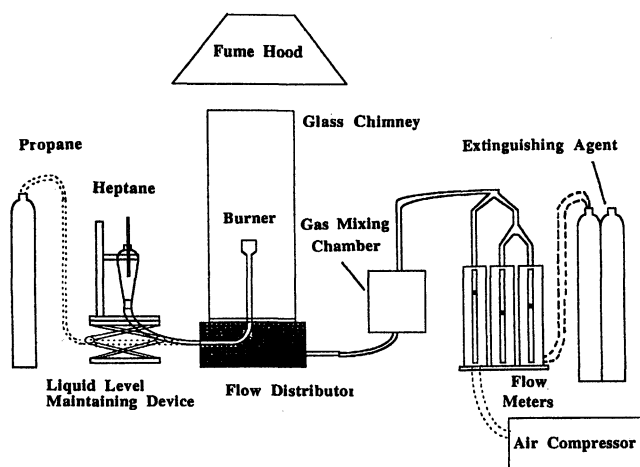 Fume Hood
Glass Chimney
Propane
Extinguishing Agent
Heptane
Burner
Gas Mixing
Chamber
Liquid Level
Maintaining Device
Flow Distributor
Flow
Meters
Air Compressor